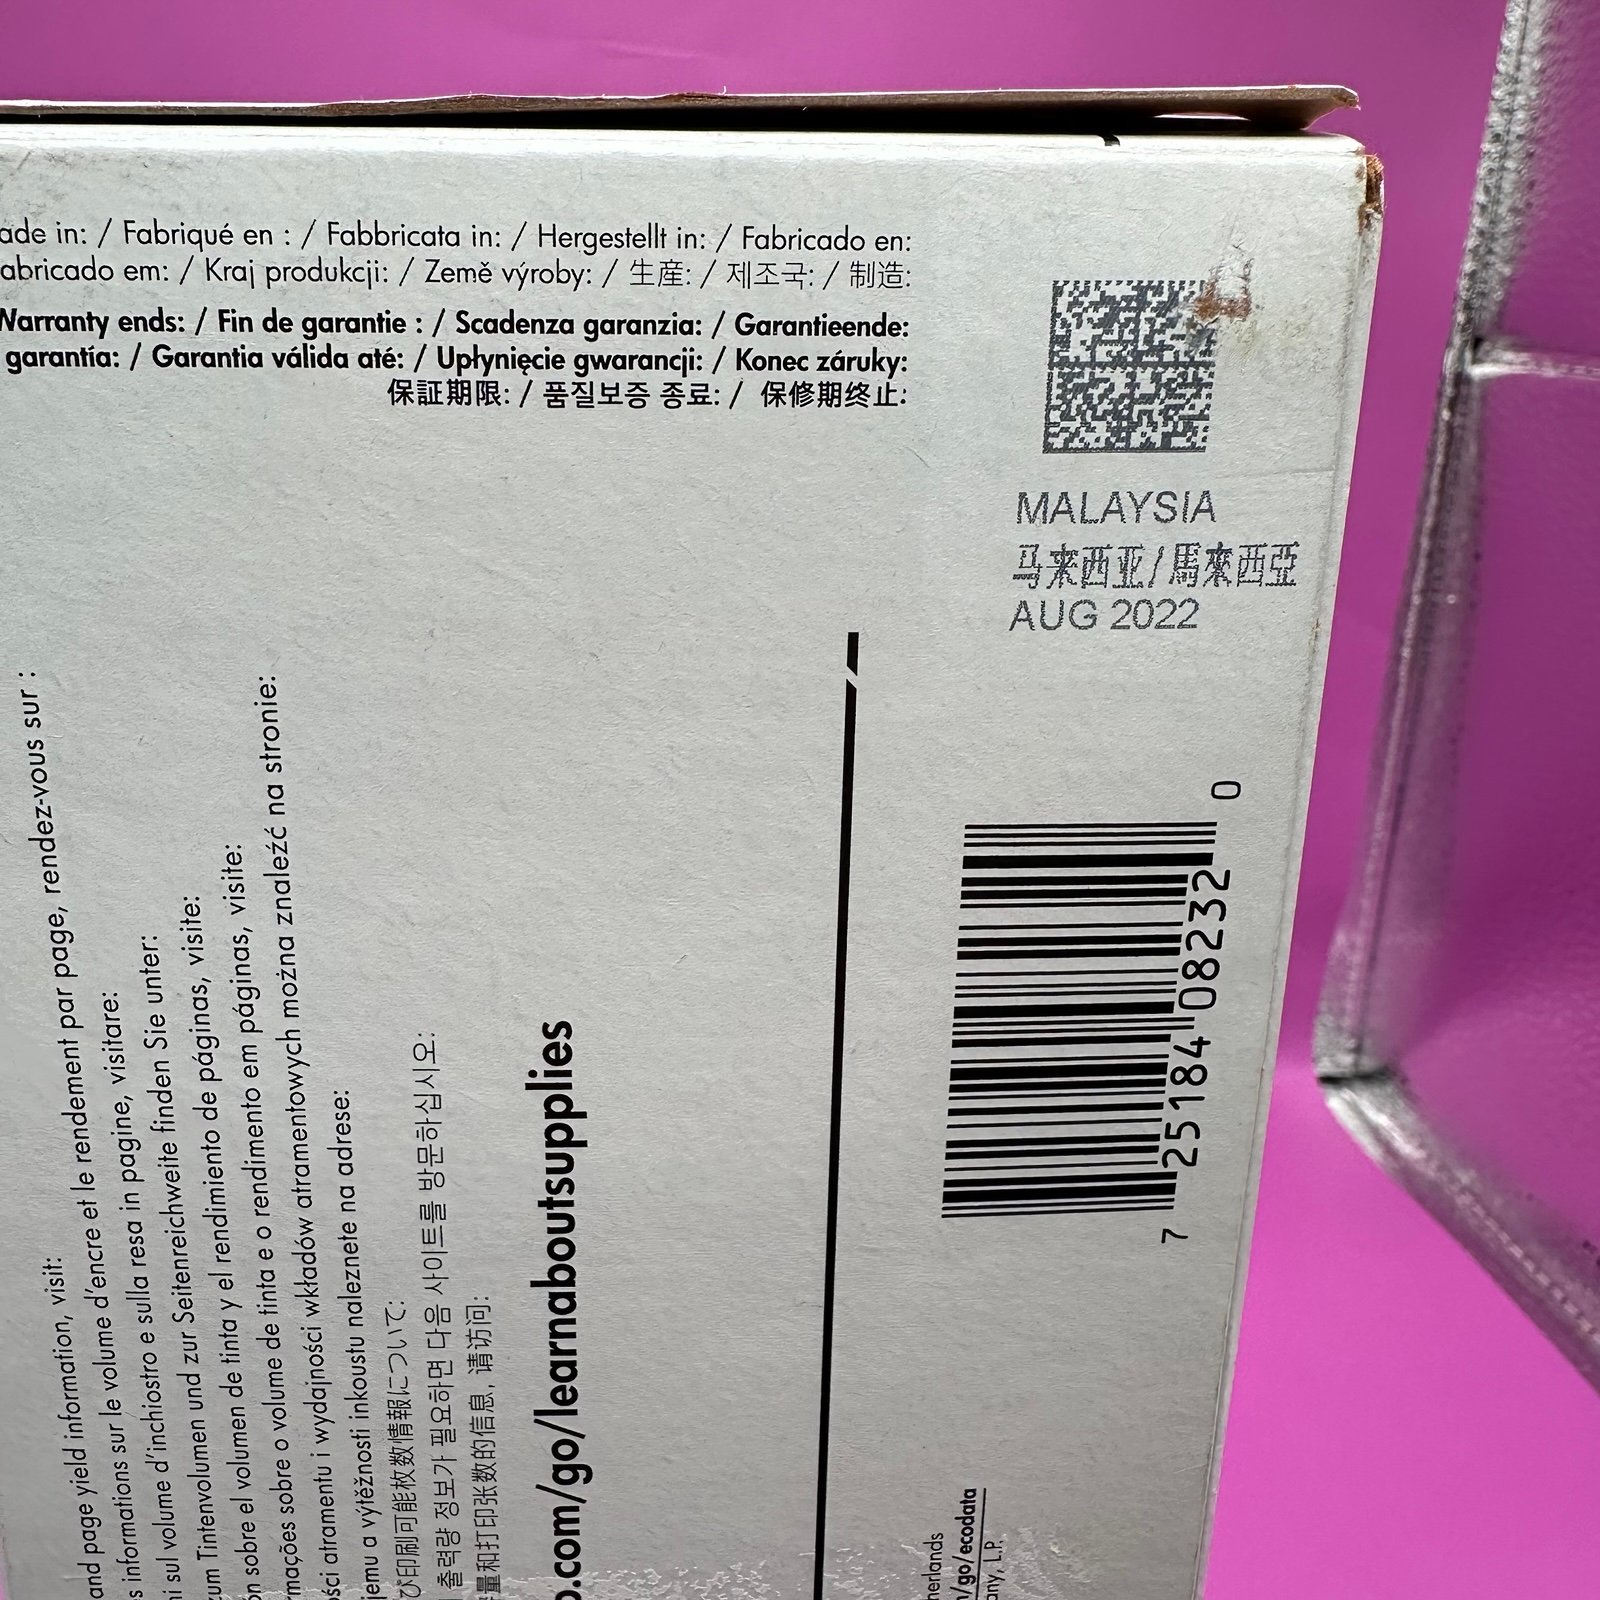 ade in: / Fabriqué en : / Fabbricata in: / Hergestellt in: / Fabricado en:
abricado em: / Kraj produkcji: / Země výroby: / 生産: / 제조국: / 制造:
Warranty ends: / Fin de garantie : / Scadenza garanzia: / Garantieende:
garantía: / Garantia válida até: / Upłynięcie gwarancji: / Konec záruky:
保証期限: / 품질보증 종료: / 保修期终止:
MALAYSIA
马来西亚/馬來西亞
AUG 2022
and page yield information, visit:
s informations sur le volume d'encre et le rendement par page, rendez-vous sur :
ni sul volume d'inchiostro e sulla resa in pagine, visitare:
zum Tintenvolumen und zur Seitenreichweite finden Sie unter:
ón sobre el volumen de tinta y el rendimiento de páginas, visite:
rmações sobre o volume de tinta e o rendimento em páginas, visite:
ości atramentu i wydajności wkładów atramentowych można znaleźć na stronie:
jemu a výtěžnosti inkoustu naleznete na adrese:
び印刷可能枚数情報について:
출력량 정보가 필요하면 다음 사이트를 방문하십시오:
量和打印张数的信息, 请访问:
p.com/go/learnaboutsupplies
7 25184 08232 0
herlands
/go/ecodata
any, L.P.